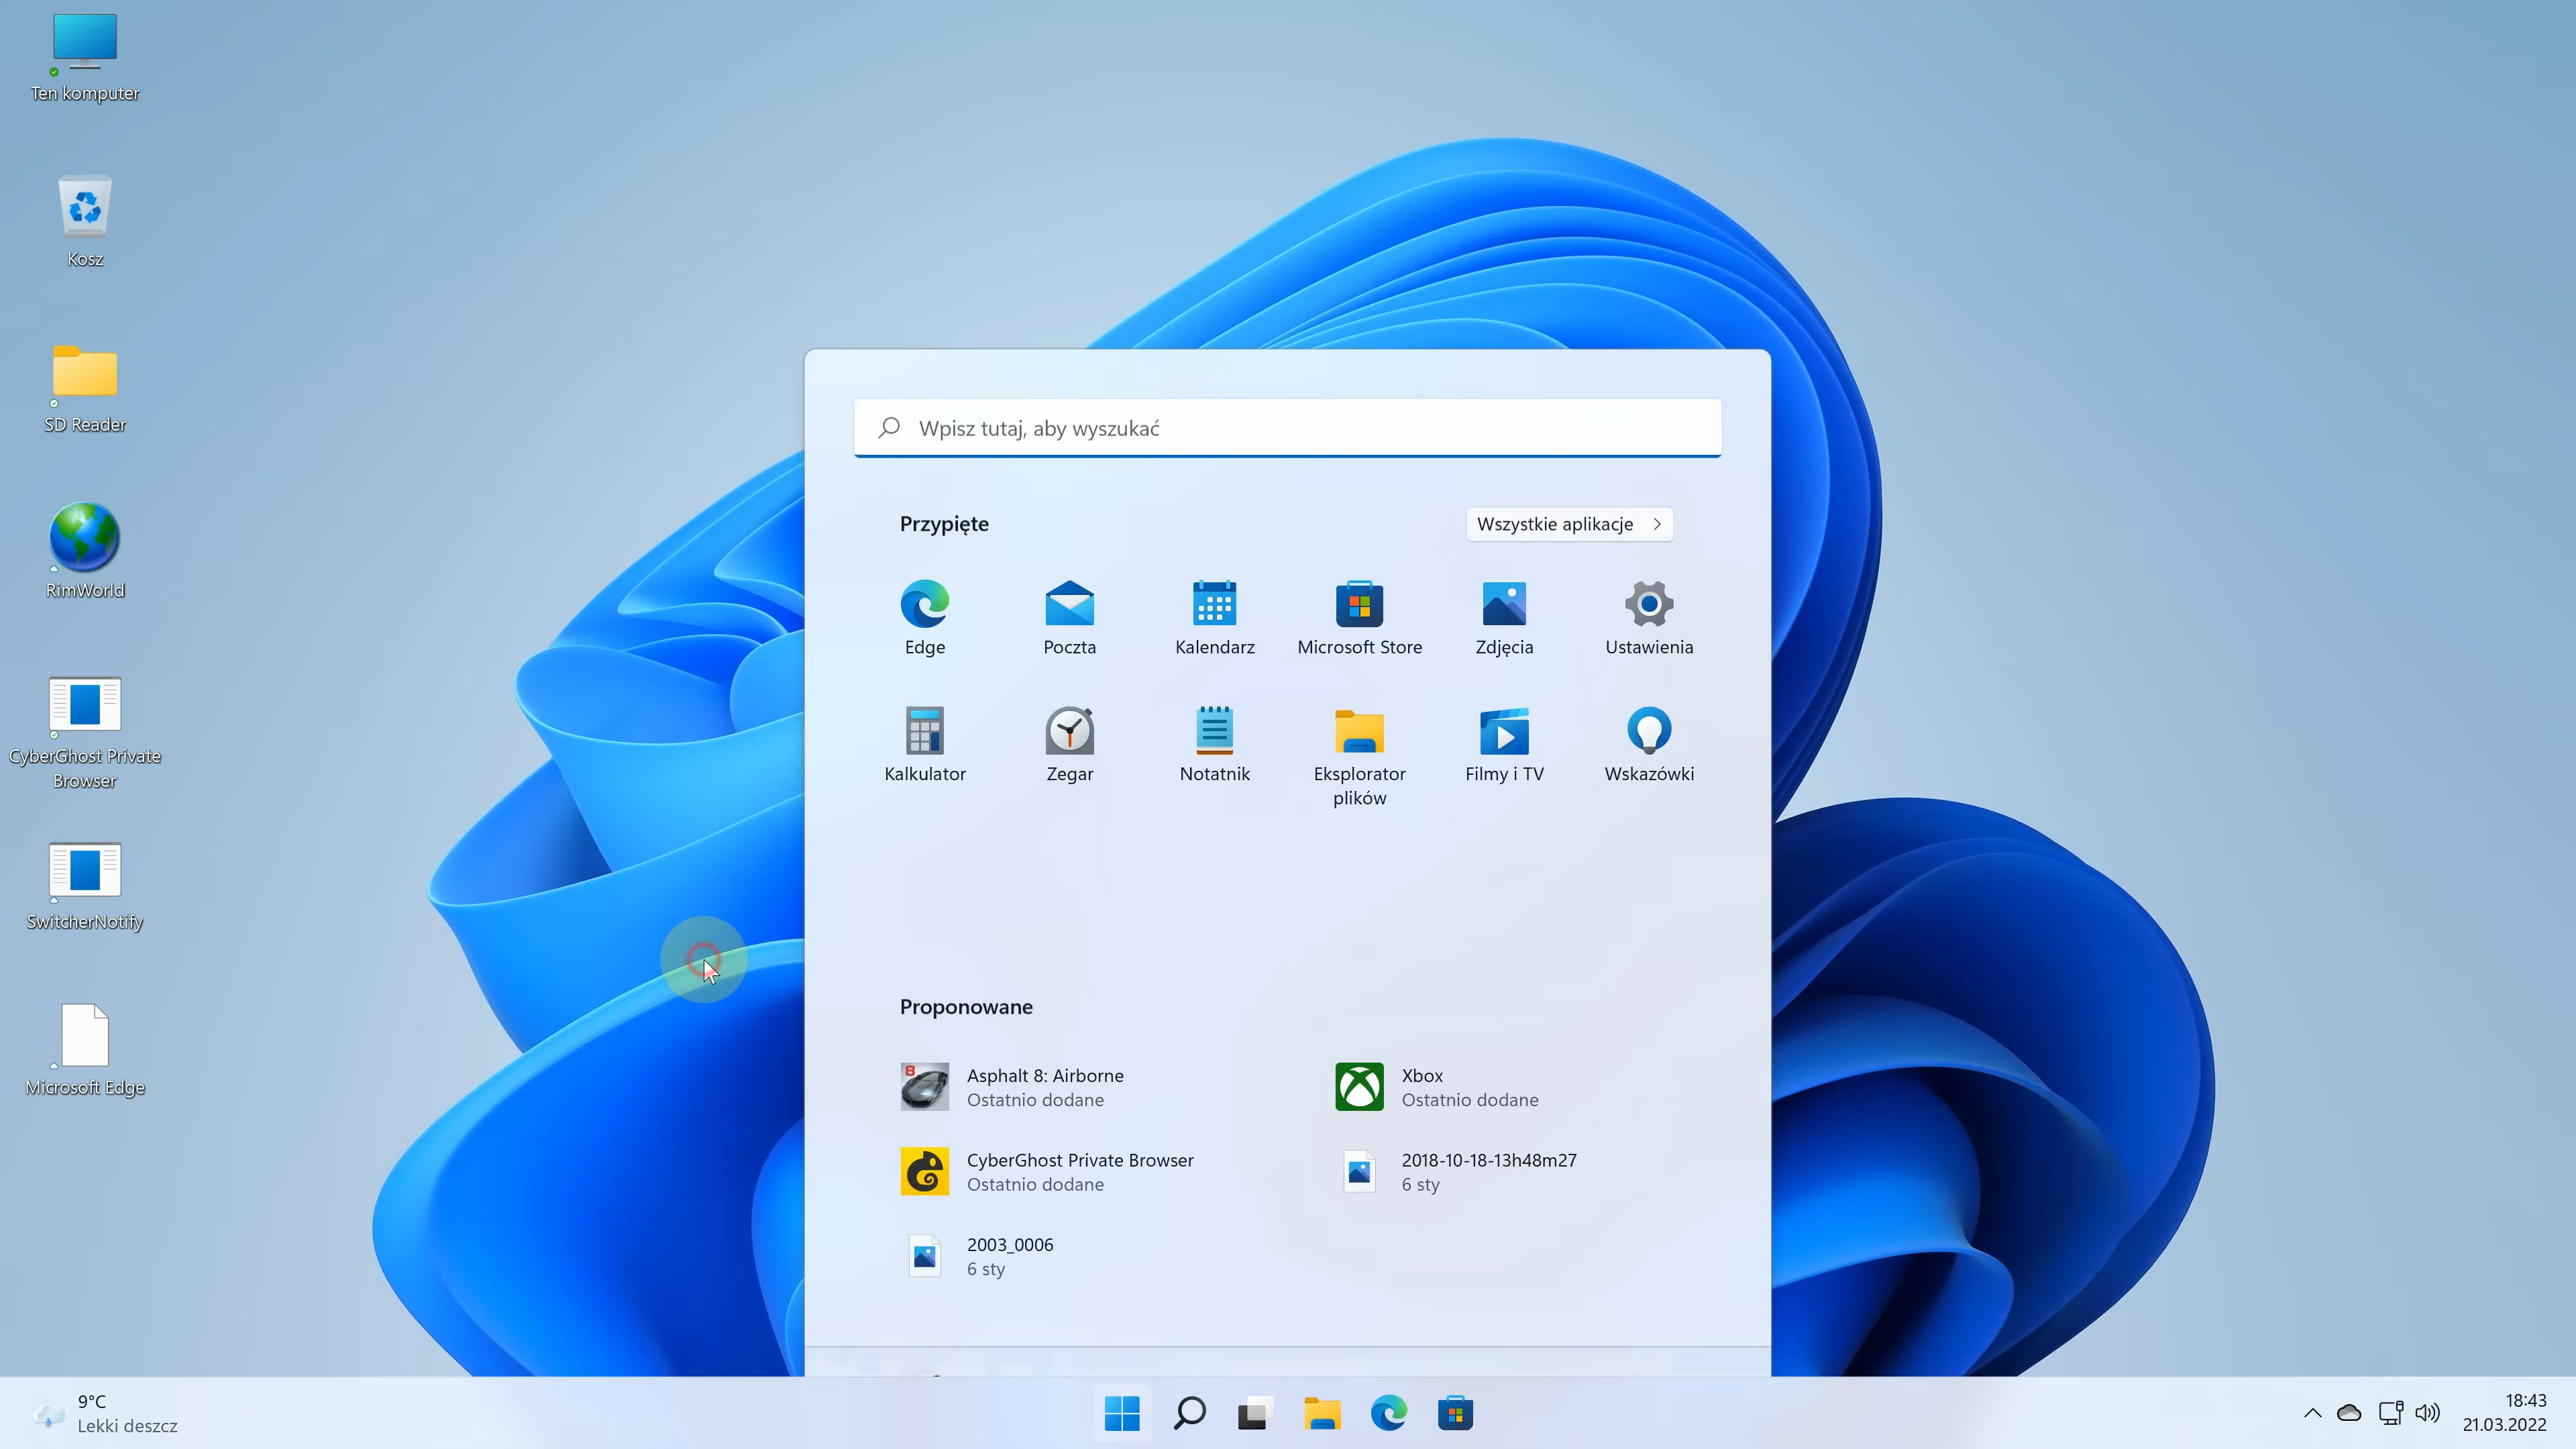 Ten komputer
Kosz
SD Reader
RimWorld
CyberGhost Private
Browser
SwitcherNotify
Microsoft Edge
Wpisz tutaj, aby wyszukać
Przypięte
Wszystkie aplikacje
Edge
Poczta
Kalendarz
Microsoft Store
Zdjęcia
Ustawienia
Kalkulator
Zegar
Notatnik
Eksplorator
plików
Filmy i TV
Wskazówki
Proponowane
8
Asphalt 8: Airborne
Ostatnio dodane
Xbox
Ostatnio dodane
CyberGhost Private Browser
Ostatnio dodane
2018-10-18-13h48m27
6 sty
2003_0006
6 sty
9°C
Lekki deszcz
18:43
21.03.2022